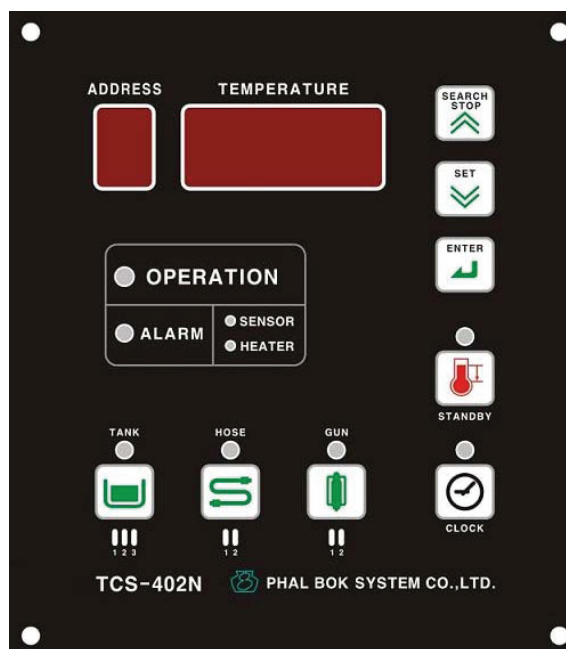 ADDRESS TEMPERATURE
SEARCH
STOP
SET
ENTER
OPERATION
ALARM
SENSOR
HEATER
STANDBY
TANK HOSE GUN
CLOCK
1 2 3 1 2 1 2
TCS-402N PHAL BOK SYSTEM CO.,LTD.